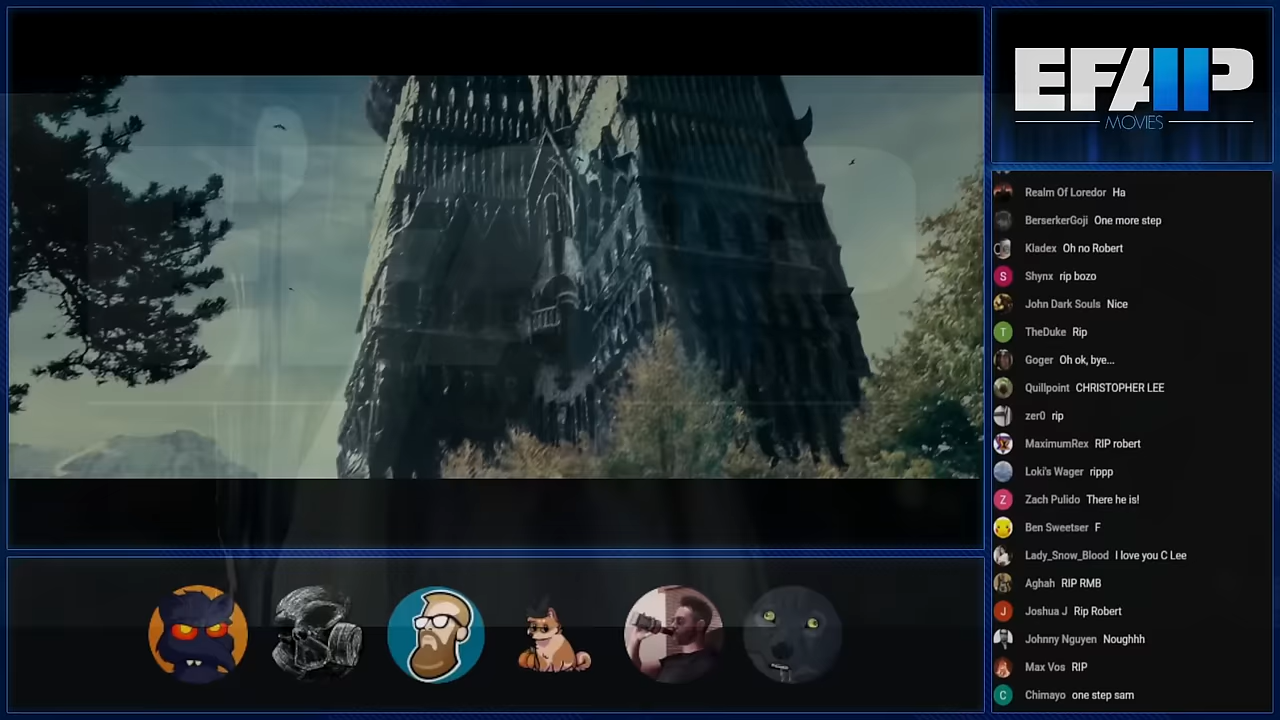 EFAP
MOVIES
Realm Of Loredor Ha
BerserkerGoji One more step
Kladex Oh no Robert
S Shynx rip bozo
John Dark Souls Nice
T TheDuke Rip
Goger Oh ok, bye...
Quillpoint CHRISTOPHER LEE
zer0 rip
MaximumRex RIP robert
Loki's Wager rippp
Z Zach Pulido There he is!
Ben Sweetser F
Lady_Snow_Blood I love you C Lee
Aghah RIP RMB
J Joshua J Rip Robert
Johnny Nguyen Noughhh
Max Vos RIP
C Chimayo one step sam